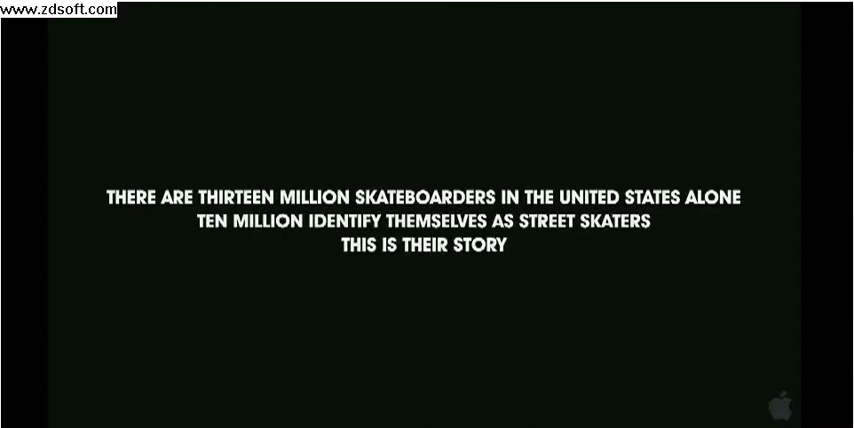 www.zdsoft.com
THERE ARE THIRTEEN MILLION SKATEBOARDERS IN THE UNITED STATES ALONE
TEN MILLION IDENTIFY THEMSELVES AS STREET SKATERS
THIS IS THEIR STORY